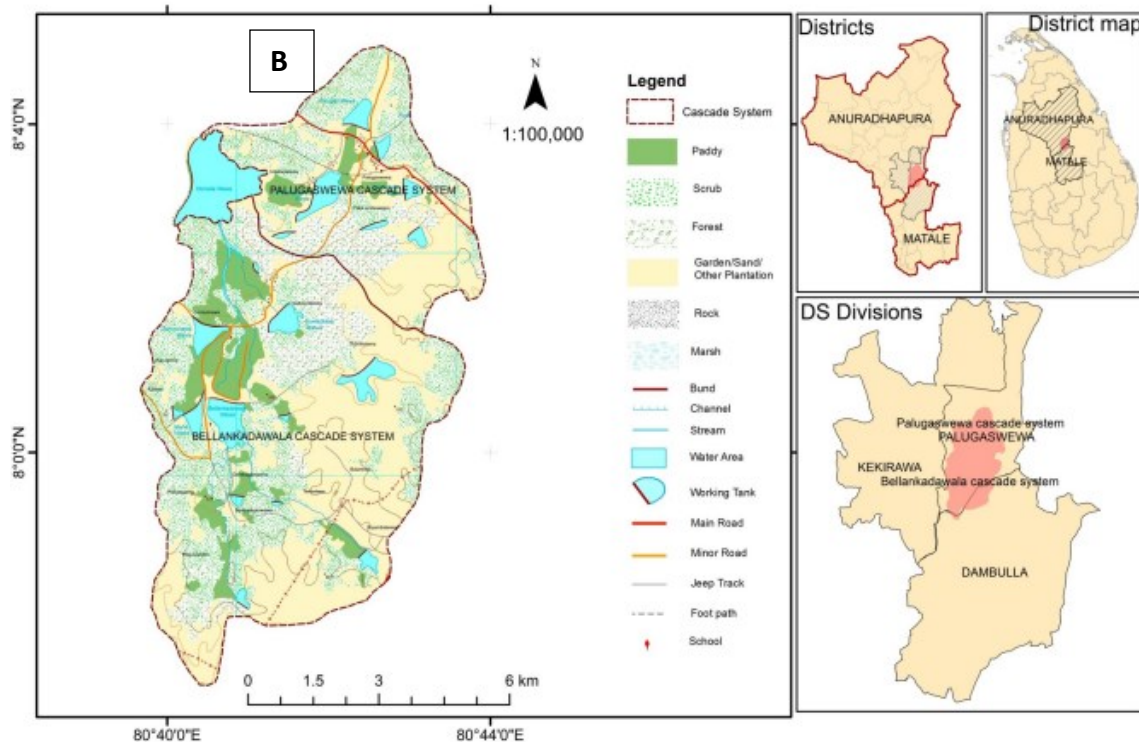 B
N
1:100,000
8°4'0"N
8°0'0"N
80°40'0"E
80°44'0"E
PALUGASWEWA CASCADE SYSTEM
BELLANKADAWALA CASCADE SYSTEM
0 1.5 3 6 km
Legend
Cascade System
Paddy
Scrub
Forest
Garden/Sand/
Other Plantation
Rock
Marsh
Bund
Channel
Stream
Water Area
Working Tank
Main Road
Minor Road
Jeep Track
Foot path
School
Districts
ANURADHAPURA
MATALE
District map
ANURADHAPURA
MATALE
DS Divisions
Palugaswewa cascade system
PALUGASWEWA
KEKIRAWA
Bellankadawala cascade system
DAMBULLA